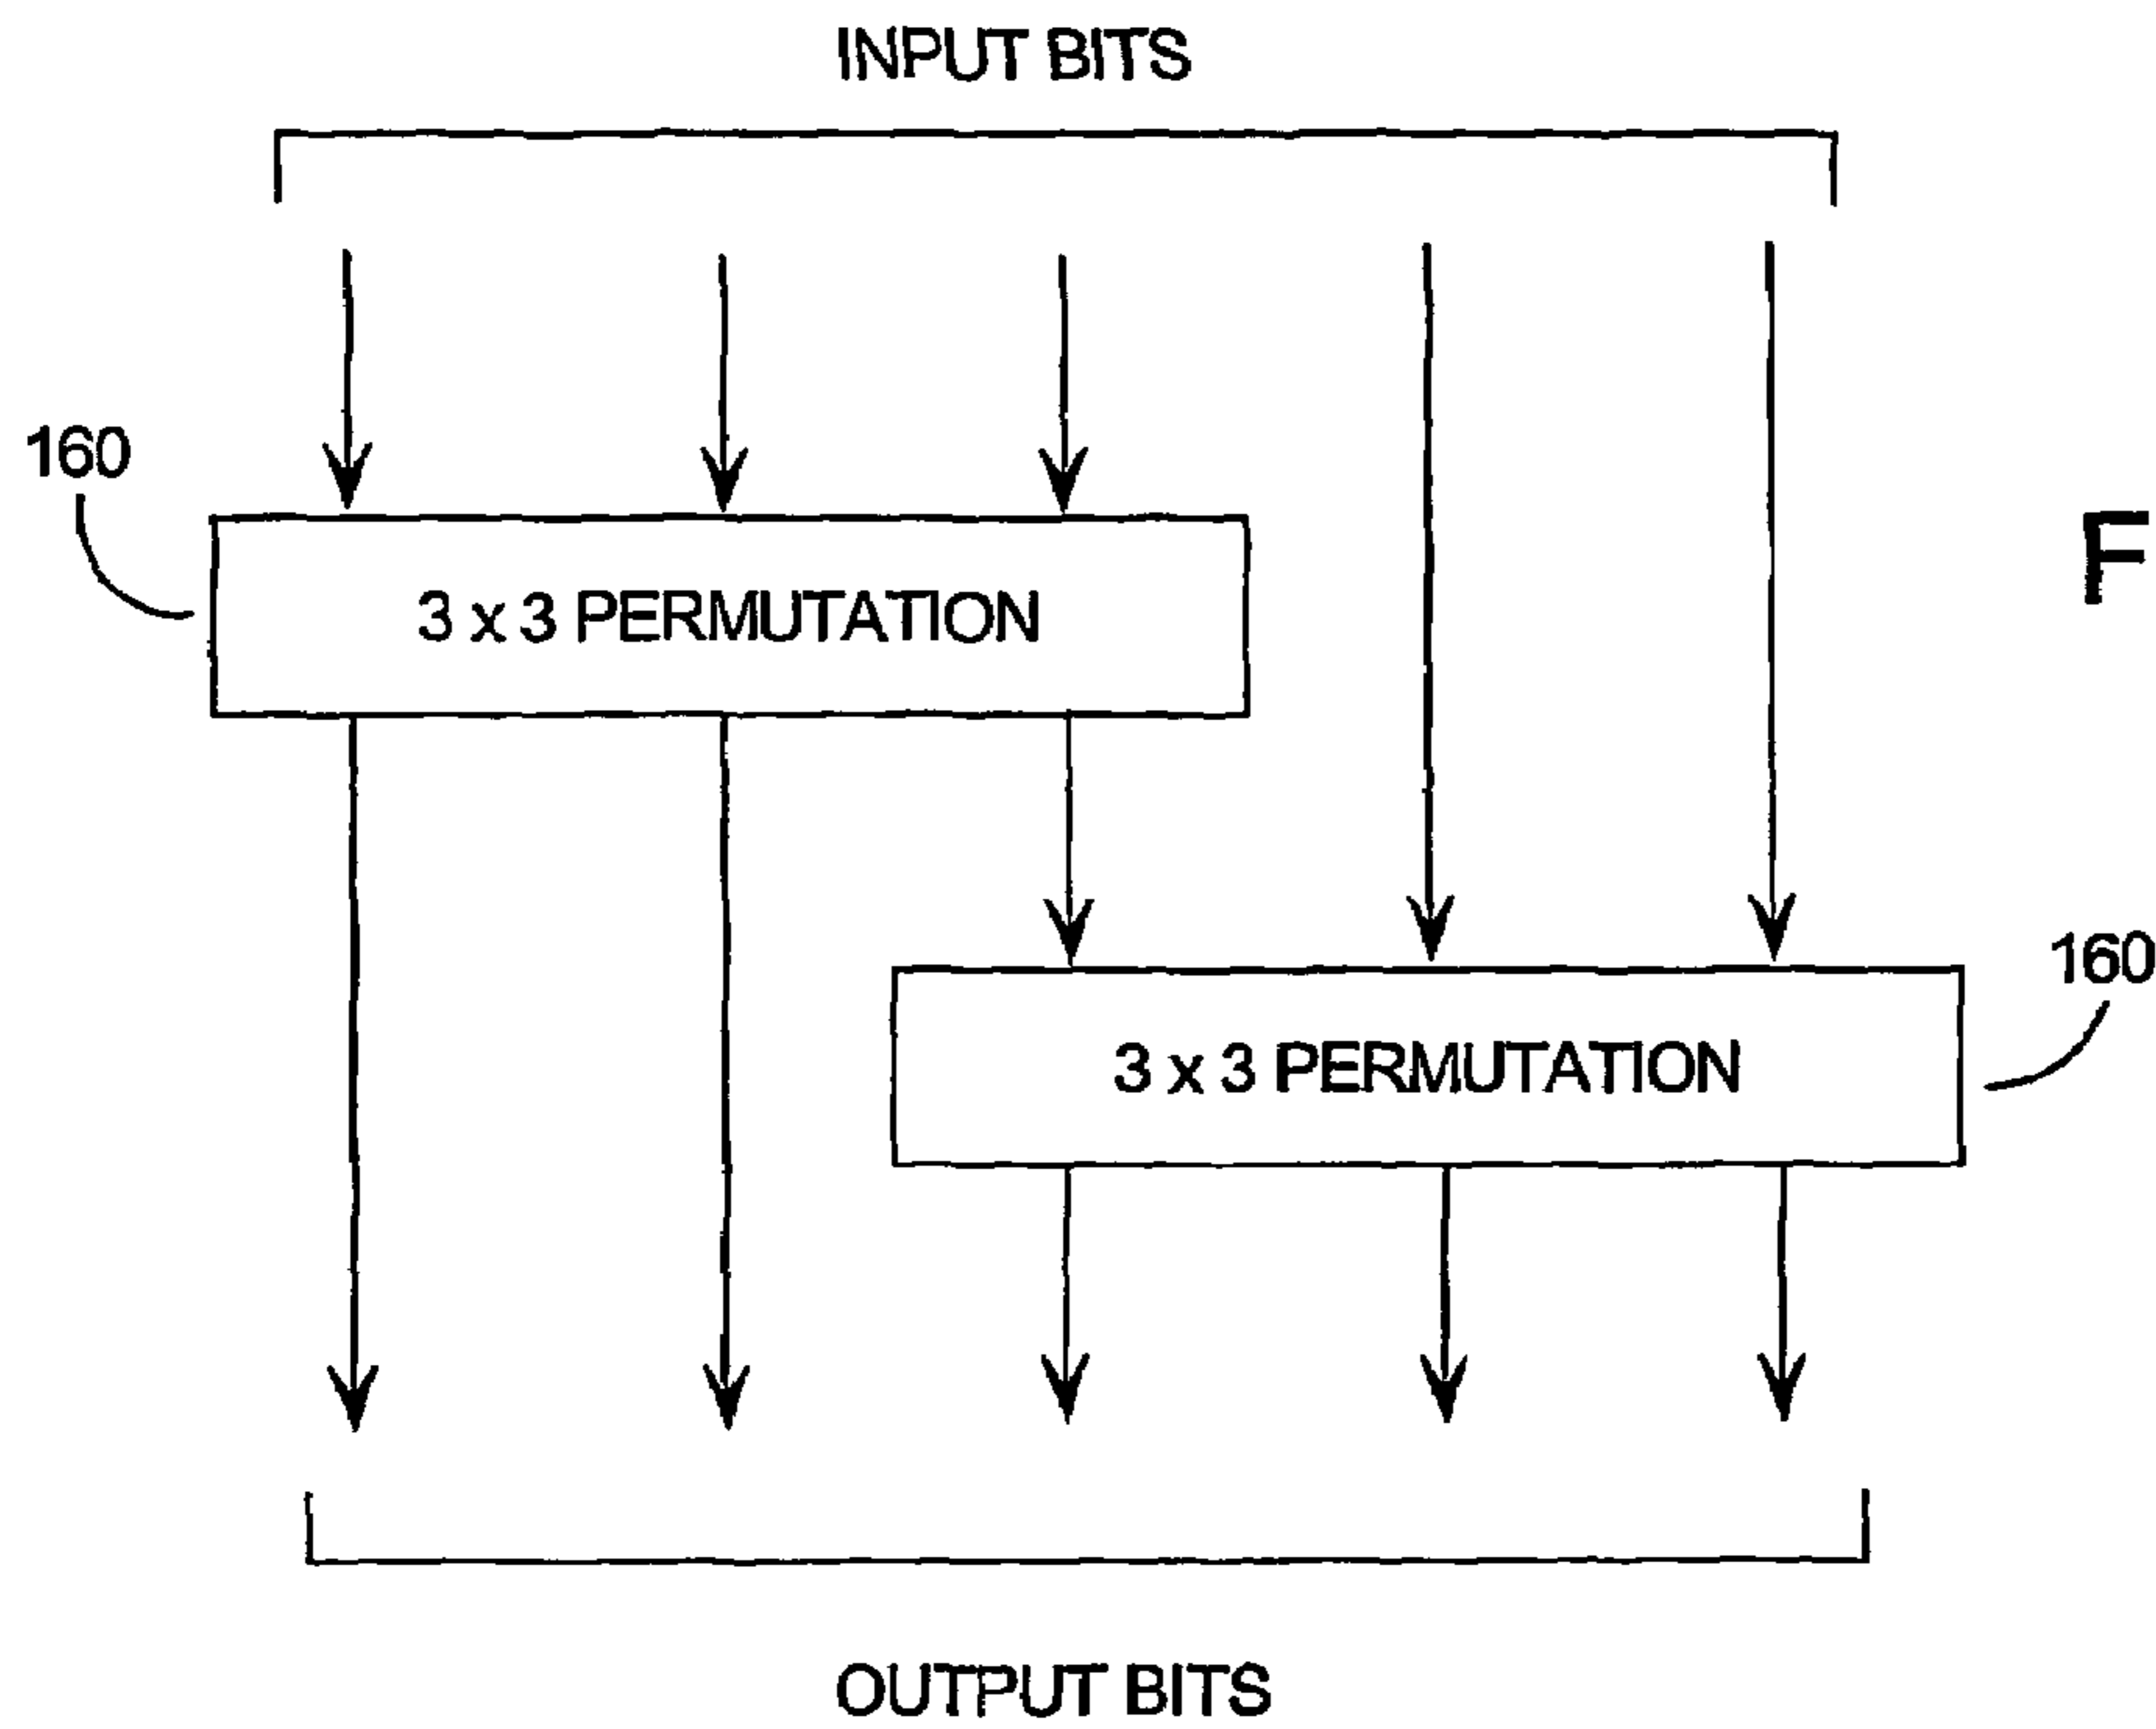 INPUT BITS
160
3 x 3 PERMUTATION
F
160
3 x 3 PERMUTATION
OUTPUT BITS